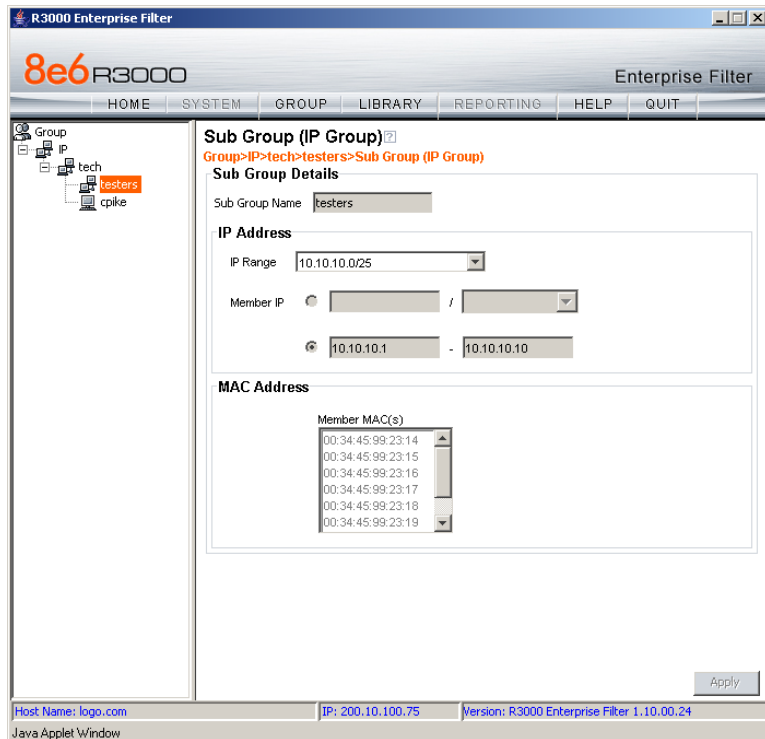 R3000 Enterprise Filter
8e6 R3000
Enterprise Filter
HOME SYSTEM GROUP LIBRARY REPORTING HELP QUIT
Group
IP
tech
testers
cpike
Sub Group (IP Group) ?
Group>IP>tech>testers>Sub Group (IP Group)
Sub Group Details
Sub Group Name testers
IP Address
IP Range 10.10.10.0/25
Member IP /
10.10.10.1 - 10.10.10.10
MAC Address
Member MAC(s)
00:34:45:99:23:14
00:34:45:99:23:15
00:34:45:99:23:16
00:34:45:99:23:17
00:34:45:99:23:18
00:34:45:99:23:19
Apply
Host Name: logo.com IP: 200.10.100.75 Version: R3000 Enterprise Filter 1.10.00.24
Java Applet Window